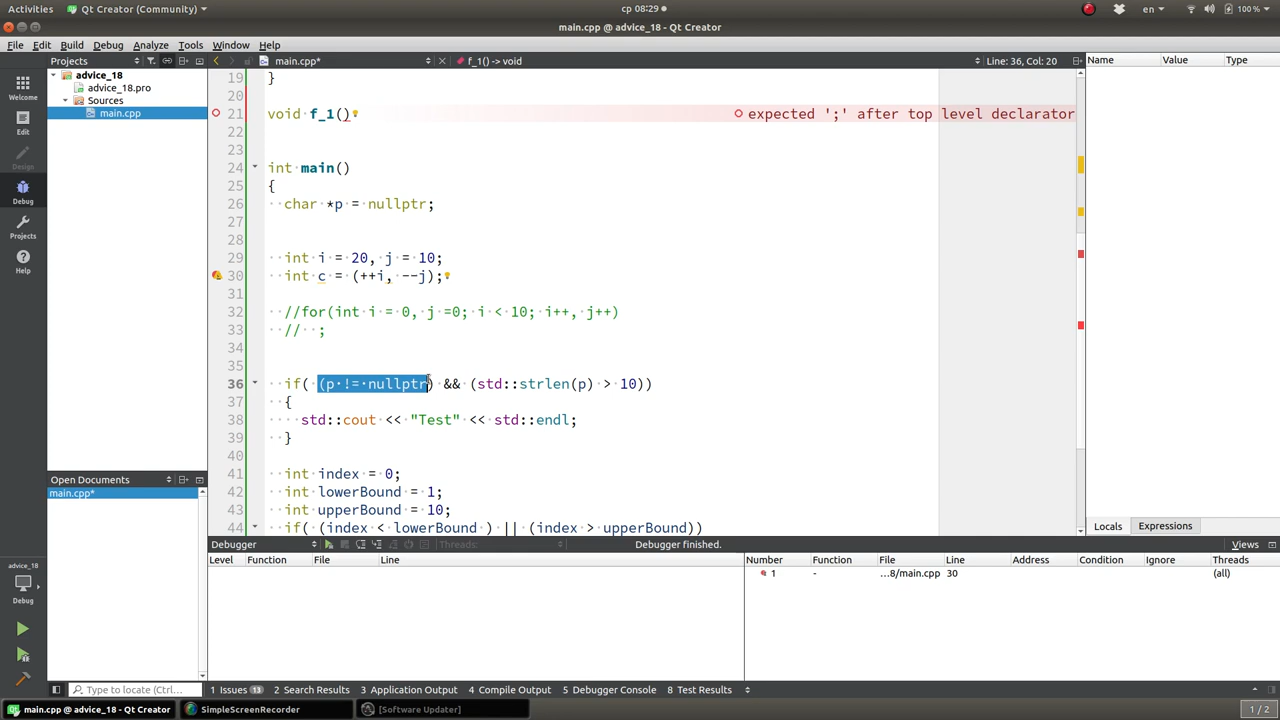 Activities
Qt Creator (Community)
ср 08:29
en
100 %
main.cpp @ advice_18 - Qt Creator
File Edit Build Debug Analyze Tools Window Help
Projects
main.cpp*
f_1() -> void
Line: 36, Col: 20
Name Value Type
advice_18
advice_18.pro
Sources
main.cpp
Welcome
Edit
Design
Debug
Projects
Help
19 }
20
21 void f_1() expected ';' after top level declarator
22
23
24 int main()
25 {
26 char *p = nullptr;
27
28
29 int i = 20, j = 10;
30 int c = (++i, --j);
31
32 //for(int i = 0, j =0; i < 10; i++, j++)
33 // ;
34
35
36 if( (p != nullptr) && (std::strlen(p) > 10))
37 {
38 std::cout << "Test" << std::endl;
39 }
40
41 int index = 0;
42 int lowerBound = 1;
43 int upperBound = 10;
44 if( (index < lowerBound ) || (index > upperBound))
Open Documents
main.cpp*
Locals Expressions
Debugger
Threads:
Debugger finished.
Views
Level Function File Line
Number Function File Line Address Condition Ignore Threads
1 - ...8/main.cpp 30 (all)
advice_18
Debug
Type to locate (Ctrl...
1 Issues 13 2 Search Results 3 Application Output 4 Compile Output 5 Debugger Console 8 Test Results
main.cpp @ advice_18 - Qt Creator
SimpleScreenRecorder
[Software Updater]
1 / 2